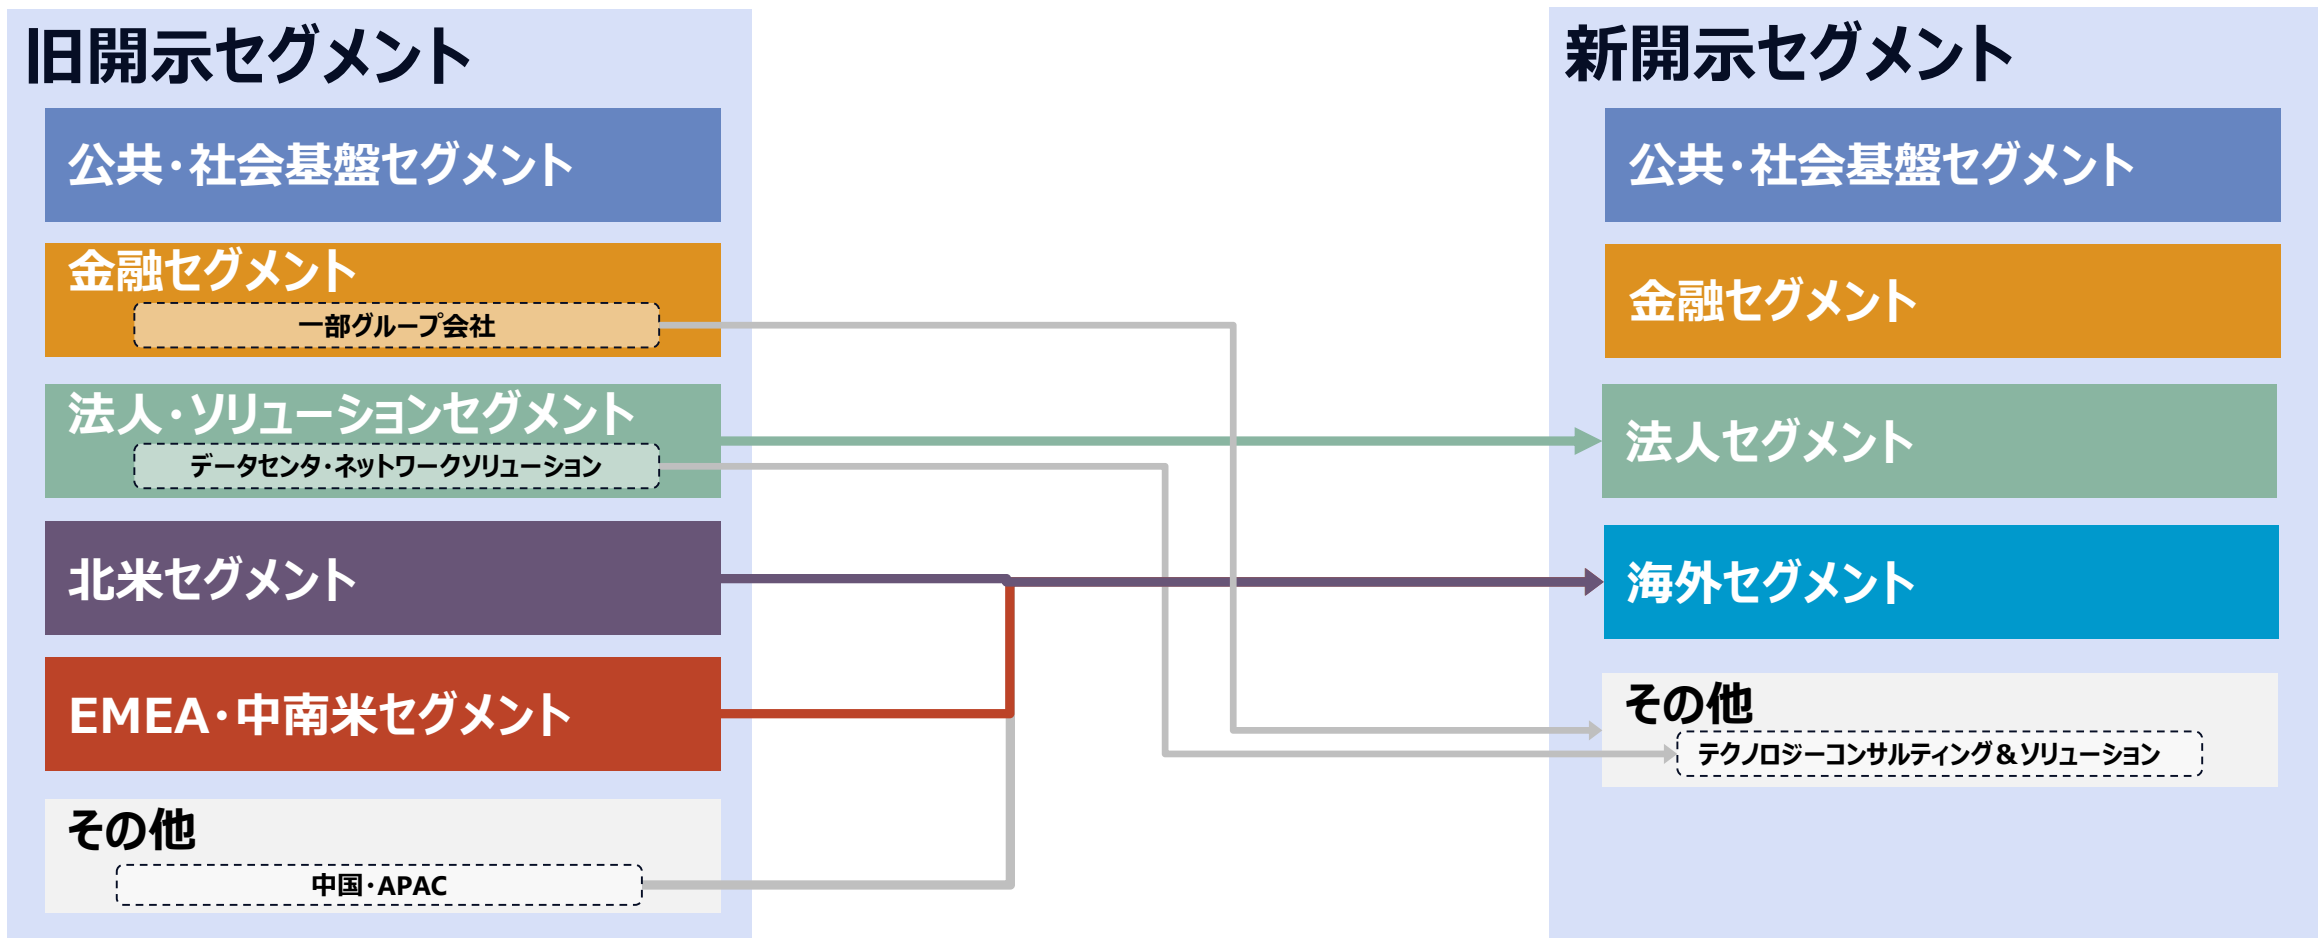 旧開示セグメント
公共・社会基盤セグメント
金融セグメント
一部グループ会社
法人・ソリューションセグメント
データセンタ・ネットワークソリューション
北米セグメント
EMEA・中南米セグメント
その他
中国・APAC
新開示セグメント
公共・社会基盤セグメント
金融セグメント
法人セグメント
海外セグメント
その他
テクノロジーコンサルティング＆ソリューション